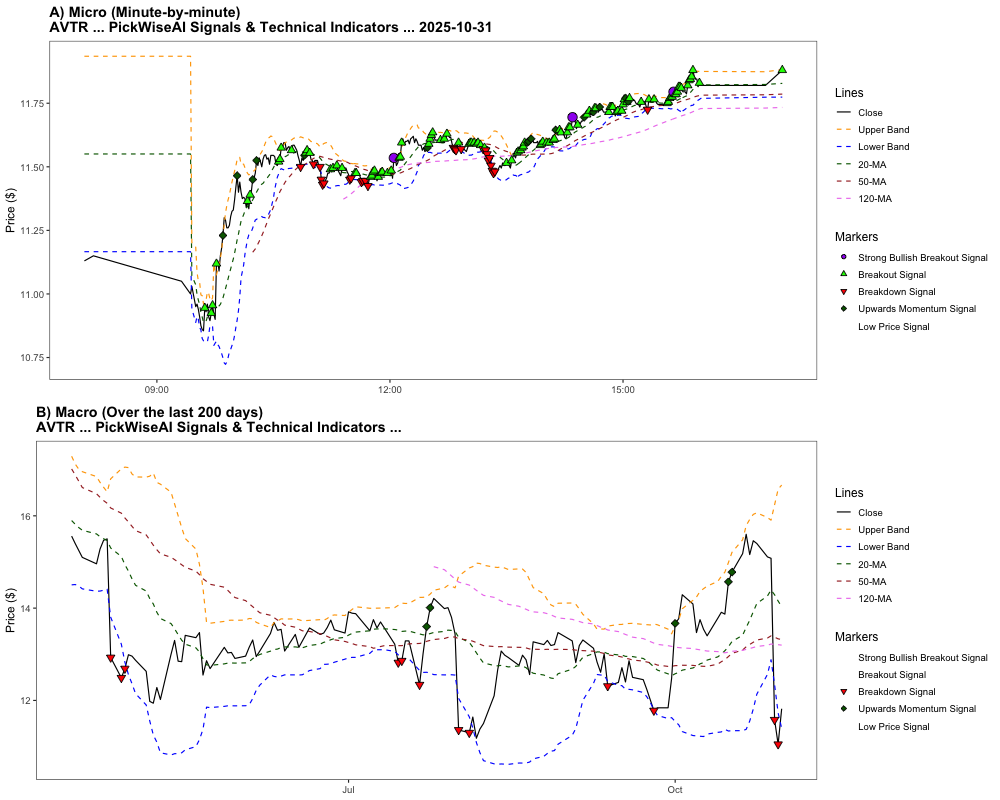 A) Micro (Minute-by-minute)
AVTR ... PickWiseAI Signals & Technical Indicators ... 2025-10-31
Price ($)
11.75
11.50
11.25
11.00
10.75
09:00
12:00
15:00
Lines
Close
Upper Band
Lower Band
20-MA
50-MA
120-MA
Markers
Strong Bullish Breakout Signal
Breakout Signal
Breakdown Signal
Upwards Momentum Signal
Low Price Signal
B) Macro (Over the last 200 days)
AVTR ... PickWiseAI Signals & Technical Indicators ...
Price ($)
16
14
12
Jul
Oct
Lines
Close
Upper Band
Lower Band
20-MA
50-MA
120-MA
Markers
Strong Bullish Breakout Signal
Breakout Signal
Breakdown Signal
Upwards Momentum Signal
Low Price Signal